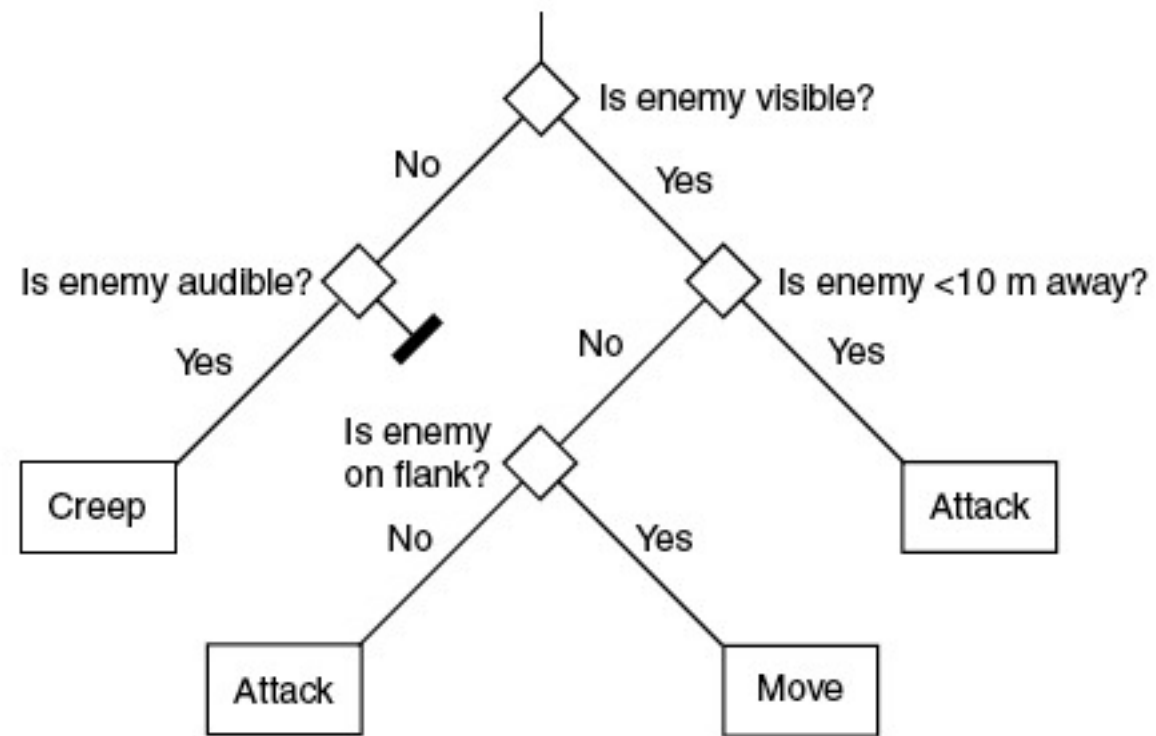 Is enemy visible?
No
Yes
Is enemy audible?
Is enemy <10 m away?
Yes
No
Yes
Is enemy
on flank?
Creep
Attack
No
Yes
Attack
Move